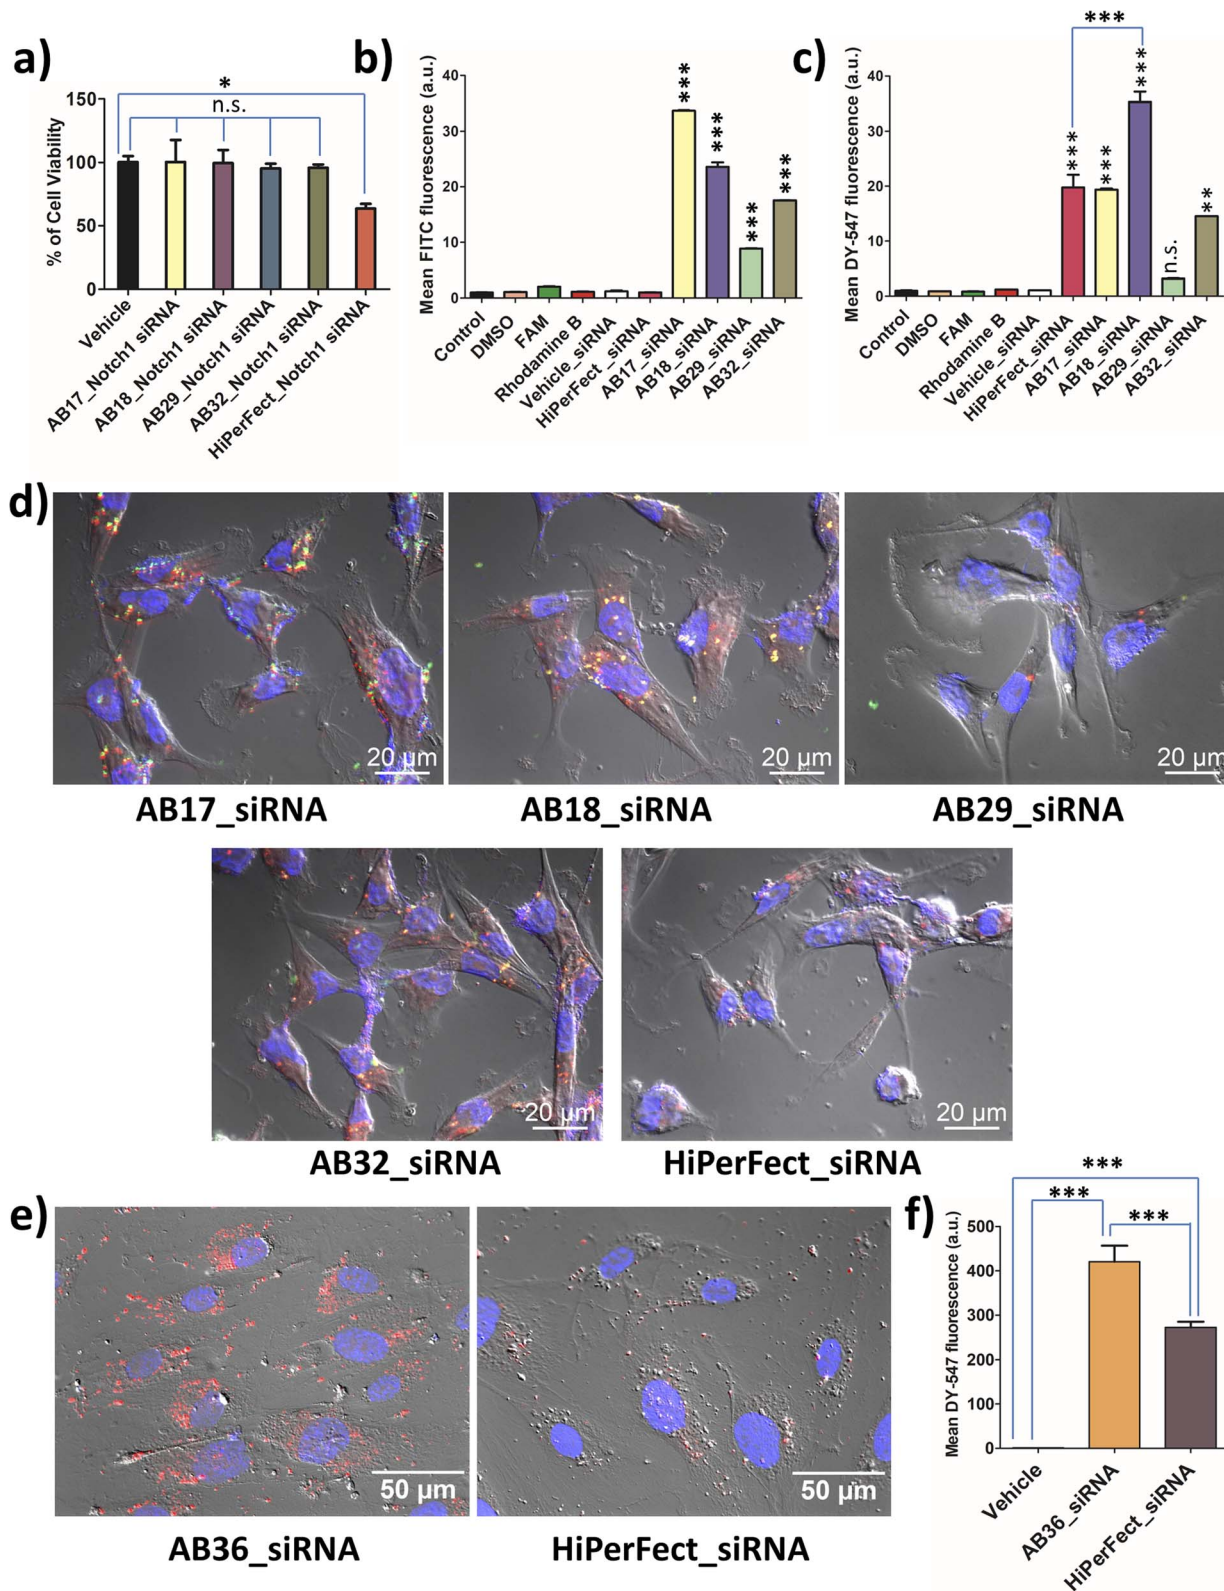 a)
*
n.s.
% of Cell Viability
150
100
50
0
Vehicle
AB17_Notch1 siRNA
AB18_Notch1 siRNA
AB29_Notch1 siRNA
AB32_Notch1 siRNA
HiPerFect_Notch1 siRNA
b)
Mean FITC fluorescence (a.u.)
40
30
20
10
0
***
***
***
***
Control
DMSO
FAM
Rhodamine B
Vehicle_siRNA
HiPerFect_siRNA
AB17_siRNA
AB18_siRNA
AB29_siRNA
AB32_siRNA
c)
***
Mean DY-547 fluorescence (a.u.)
40
30
20
10
0
***
***
***
n.s.
**
Control
DMSO
FAM
Rhodamine B
Vehicle_siRNA
HiPerFect_siRNA
AB17_siRNA
AB18_siRNA
AB29_siRNA
AB32_siRNA
d)
20 µm
20 µm
20 µm
AB17_siRNA
AB18_siRNA
AB29_siRNA
20 µm
20 µm
AB32_siRNA
HiPerFect_siRNA
e)
50 µm
50 µm
AB36_siRNA
HiPerFect_siRNA
f)
***
***
***
Mean DY-547 fluorescence (a.u.)
500
400
300
200
100
0
Vehicle
AB36_siRNA
HiPerFect_siRNA